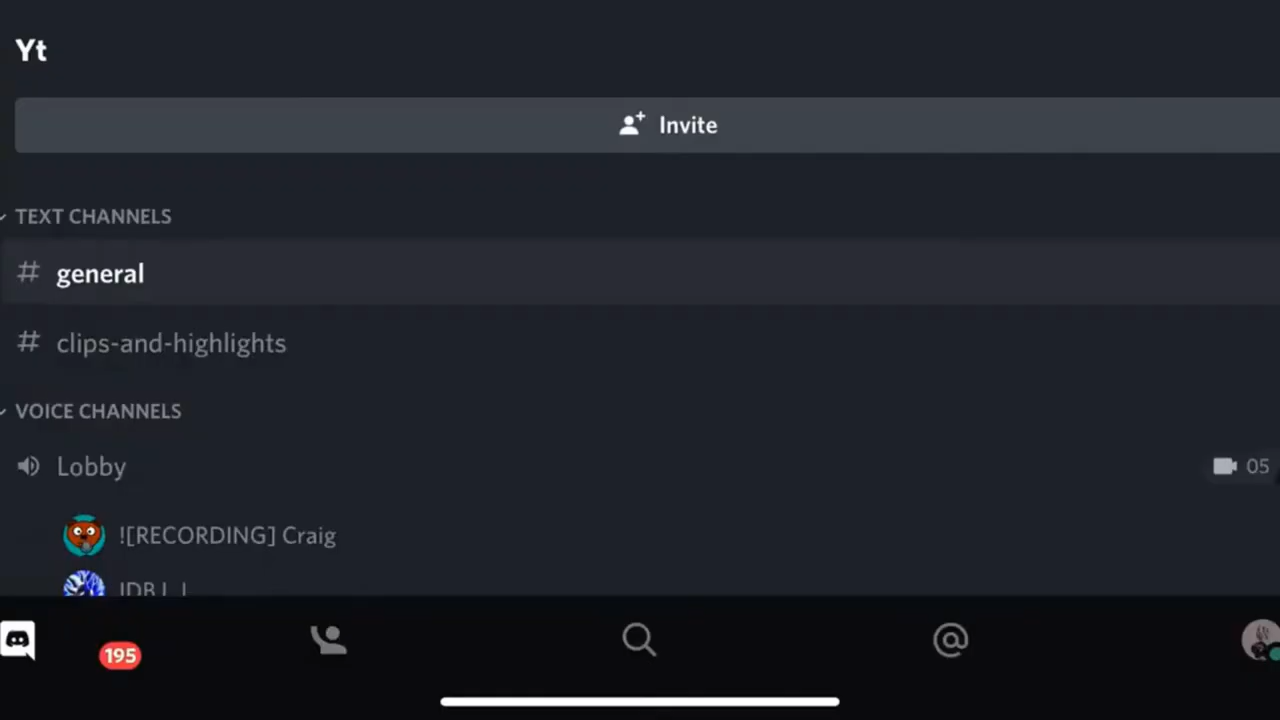 Yt
Invite
TEXT CHANNELS
# general
# clips-and-highlights
VOICE CHANNELS
Lobby
05
![RECORDING] Craig
195
@